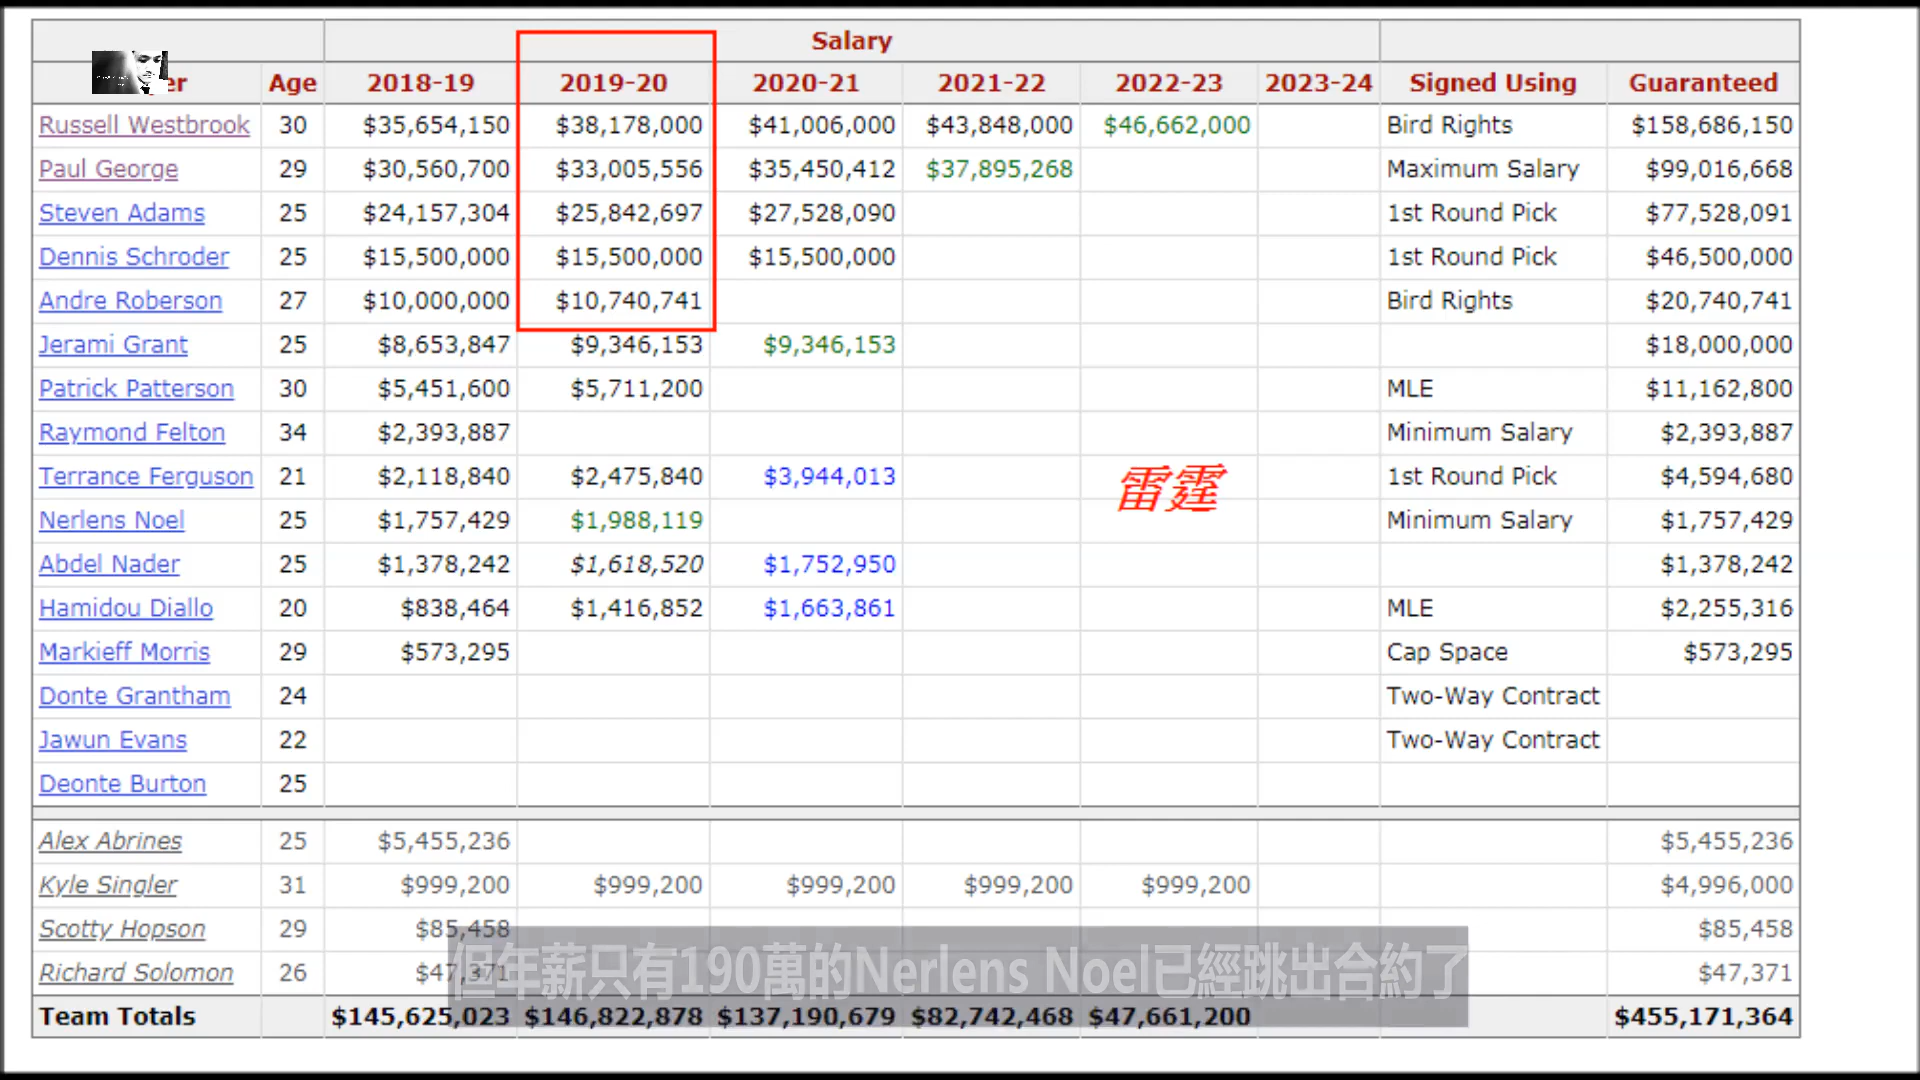 Salary
er Age 2018-19 2019-20 2020-21 2021-22 2022-23 2023-24 Signed Using Guaranteed
Russell Westbrook 30 $35,654,150 $38,178,000 $41,006,000 $43,848,000 $46,662,000 Bird Rights $158,686,150
Paul George 29 $30,560,700 $33,005,556 $35,450,412 $37,895,268 Maximum Salary $99,016,668
Steven Adams 25 $24,157,304 $25,842,697 $27,528,090 1st Round Pick $77,528,091
Dennis Schroder 25 $15,500,000 $15,500,000 $15,500,000 1st Round Pick $46,500,000
Andre Roberson 27 $10,000,000 $10,740,741 Bird Rights $20,740,741
Jerami Grant 25 $8,653,847 $9,346,153 $9,346,153 $18,000,000
Patrick Patterson 30 $5,451,600 $5,711,200 MLE $11,162,800
Raymond Felton 34 $2,393,887 Minimum Salary $2,393,887
Terrance Ferguson 21 $2,118,840 $2,475,840 $3,944,013 1st Round Pick $4,594,680
雷霆
Nerlens Noel 25 $1,757,429 $1,988,119 Minimum Salary $1,757,429
Abdel Nader 25 $1,378,242 $1,618,520 $1,752,950 $1,378,242
Hamidou Diallo 20 $838,464 $1,416,852 $1,663,861 MLE $2,255,316
Markieff Morris 29 $573,295 Cap Space $573,295
Donte Grantham 24 Two-Way Contract
Jawun Evans 22 Two-Way Contract
Deonte Burton 25
Alex Abrines 25 $5,455,236 $5,455,236
Kyle Singler 31 $999,200 $999,200 $999,200 $999,200 $999,200 $4,996,000
Scotty Hopson 29 $85,458 $85,458
Richard Solomon 26 $47,371 $47,371
但年薪只有190萬的Nerlens Noel已經跳出合約了
Team Totals $145,625,023 $146,822,878 $137,190,679 $82,742,468 $47,661,200 $455,171,364